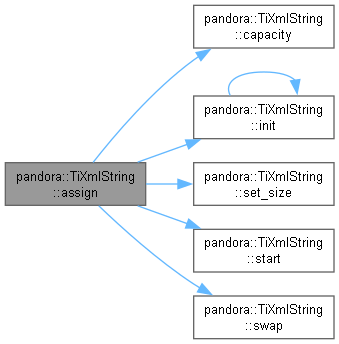 pandora::TiXmlString
::capacity
pandora::TiXmlString
::init
pandora::TiXmlString
::assign
pandora::TiXmlString
::set_size
pandora::TiXmlString
::start
pandora::TiXmlString
::swap